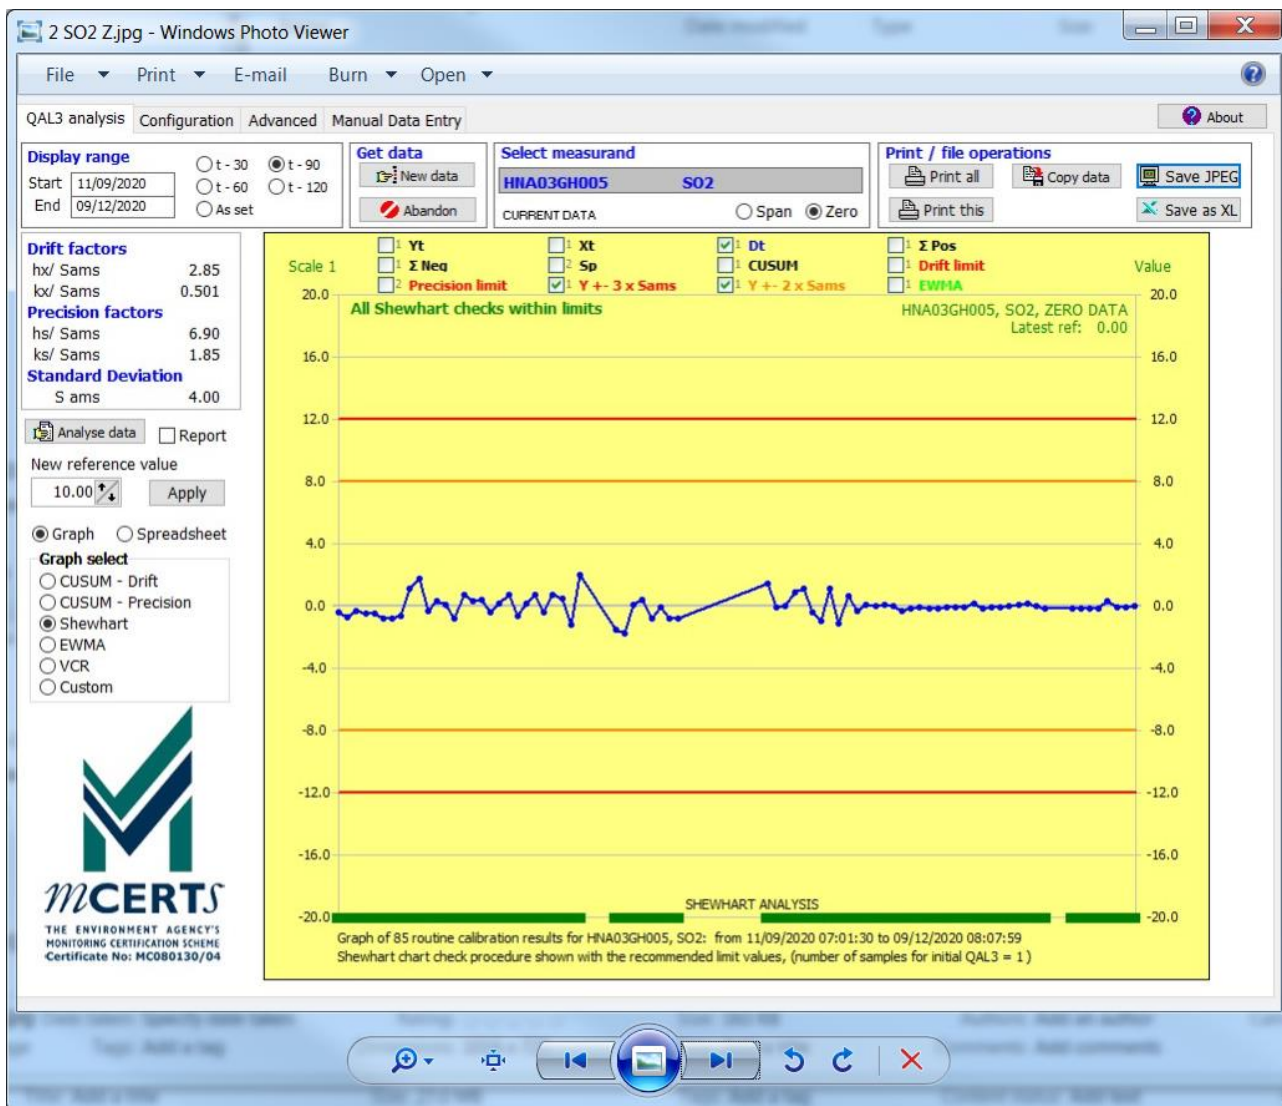 2 SO2 Z.jpg - Windows Photo Viewer
File Print E-mail Burn Open
QAL3 analysis Configuration Advanced Manual Data Entry About
Display range
t - 30 t - 90
Start 11/09/2020 t - 60 t - 120
End 09/12/2020 As set
Get data
New data
Abandon
Select measurand
HNA03GH005 SO2
CURRENT DATA Span Zero
Print / file operations
Print all Copy data Save JPEG
Print this Save as XL
Drift factors
hx/ Sams 2.85
kx/ Sams 0.501
Precision factors
hs/ Sams 6.90
ks/ Sams 1.85
Standard Deviation
S ams 4.00
Analyse data Report
New reference value
10.00 Apply
Graph Spreadsheet
Graph select
CUSUM - Drift
CUSUM - Precision
Shewhart
EWMA
VCR
Custom
mCERTS
THE ENVIRONMENT AGENCY'S
MONITORING CERTIFICATION SCHEME
Certificate No: MC080130/04
1 Yt 1 Xt 1 Dt 1 Σ Pos
Scale 1 1 Σ Neg 2 Sp 1 CUSUM 1 Drift limit Value
2 Precision limit 1 Y +- 3 x Sams 1 Y +- 2 x Sams 1 EWMA
20.0 20.0
All Shewhart checks within limits HNA03GH005, SO2, ZERO DATA
Latest ref: 0.00
16.0 16.0
12.0 12.0
8.0 8.0
4.0 4.0
0.0 0.0
-4.0 -4.0
-8.0 -8.0
-12.0 -12.0
-16.0 -16.0
SHEWHART ANALYSIS
-20.0 -20.0
Graph of 85 routine calibration results for HNA03GH005, SO2: from 11/09/2020 07:01:30 to 09/12/2020 08:07:59
Shewhart chart check procedure shown with the recommended limit values, (number of samples for initial QAL3 = 1 )